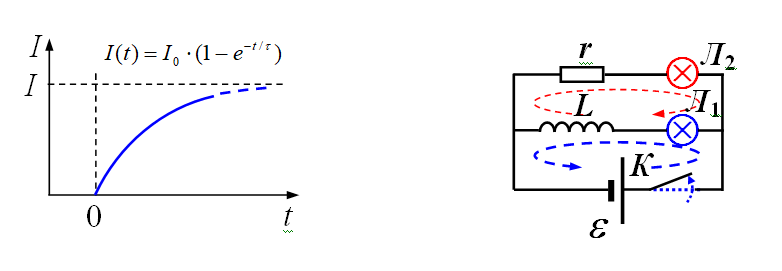 I
I(t) = I₀ · (1 − e^{−t/τ})
I
0
t
r
Л₂
L
Л₁
К
ε